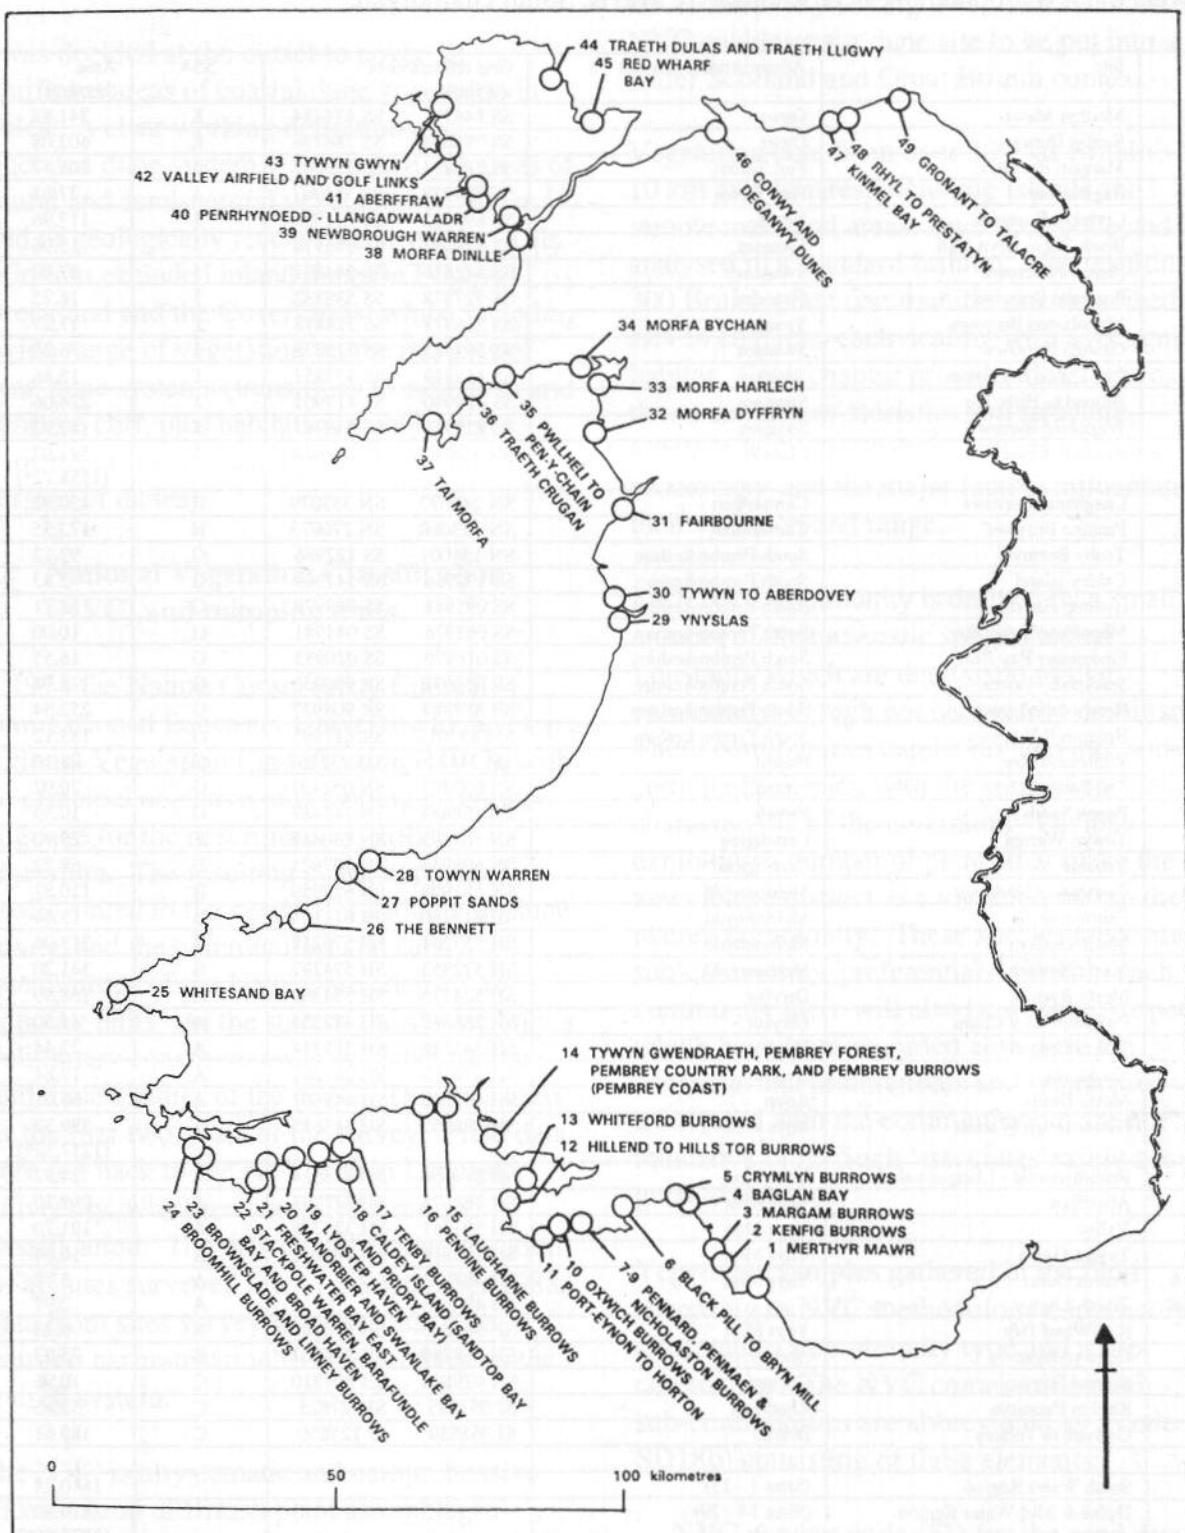 44 TRAETH DULAS AND TRAETH LLIGWY
45 RED WHARF
BAY
43 TYWYN GWYN
42 VALLEY AIRFIELD AND GOLF LINKS
41 ABERFFRAW
40 PENRHYNOEDD - LLANGADWALADR
39 NEWBOROUGH WARREN
38 MORFA DINLLE
46 CONWY AND
DEGANWY DUNES
47 KINMEL BAY
48 RHYL TO PRESTATYN
49 GRONANT TO TALACRE
34 MORFA BYCHAN
33 MORFA HARLECH
32 MORFA DYFFRYN
35 PWLLHELI TO
PEN-Y-CHAIN
36 TRAETH CRUGAN
37 TAI MORFA
31 FAIRBOURNE
30 TYWYN TO ABERDOVEY
29 YNYSLAS
28 TOWYN WARREN
27 POPPIT SANDS
26 THE BENNETT
25 WHITESAND BAY
14 TYWYN GWENDRAETH, PEMBREY FOREST,
PEMBREY COUNTRY PARK, AND PEMBREY BURROWS
(PEMBREY COAST)
13 WHITEFORD BURROWS
12 HILLEND TO HILLS TOR BURROWS
5 CRYMLYN BURROWS
4 BAGLAN BAY
3 MARGAM BURROWS
2 KENFIG BURROWS
1 MERTHYR MAWR
6 BLACK PILL TO BRYN MILL
7-9 PENNARD, PENMAEN &
NICHOLASTON BURROWS
10 OXWICH BURROWS
11 PORT-EYNON TO HORTON
15 LAUGHARNE BURROWS
16 PENDINE BURROWS
17 TENBY BURROWS
18 CALDEY ISLAND (SANDTOP BAY
AND PRIORY BAY)
19 LYDSTEP HAVEN
20 MANORBIER AND SWANLAKE BAY
21 FRESHWATER BAY EAST
22 STACKPOLE WARREN, BARAFUNDLE
BAY AND BROAD HAVEN
23 BROWNSLADE AND LINNEY BURROWS
24 BROOMHILL BURROWS
0 50 100 kilometres